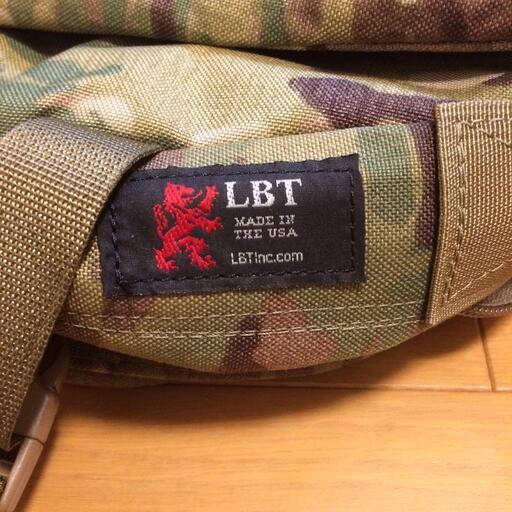 LBT
MADE IN
THE USA
LBTInc.com